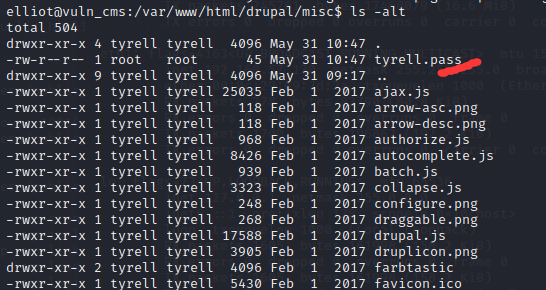 elliot@vuln_cms:/var/www/html/drupal/misc$ ls -alt
total 504
drwxr-xr-x 4 tyrell tyrell  4096 May 31 10:47 .
-rw-r--r-- 1 root   root      45 May 31 10:47 tyrell.pass
drwxr-xr-x 9 tyrell tyrell  4096 May 31 09:17 ..
-rwxr-xr-x 1 tyrell tyrell 25035 Feb  1  2017 ajax.js
-rwxr-xr-x 1 tyrell tyrell   118 Feb  1  2017 arrow-asc.png
-rwxr-xr-x 1 tyrell tyrell   118 Feb  1  2017 arrow-desc.png
-rwxr-xr-x 1 tyrell tyrell   968 Feb  1  2017 authorize.js
-rwxr-xr-x 1 tyrell tyrell  8426 Feb  1  2017 autocomplete.js
-rwxr-xr-x 1 tyrell tyrell   939 Feb  1  2017 batch.js
-rwxr-xr-x 1 tyrell tyrell  3323 Feb  1  2017 collapse.js
-rwxr-xr-x 1 tyrell tyrell   248 Feb  1  2017 configure.png
-rwxr-xr-x 1 tyrell tyrell   268 Feb  1  2017 draggable.png
-rwxr-xr-x 1 tyrell tyrell 17588 Feb  1  2017 drupal.js
-rwxr-xr-x 1 tyrell tyrell  3905 Feb  1  2017 druplicon.png
drwxr-xr-x 2 tyrell tyrell  4096 Feb  1  2017 farbtastic
-rwxr-xr-x 1 tyrell tyrell  5430 Feb  1  2017 favicon.ico